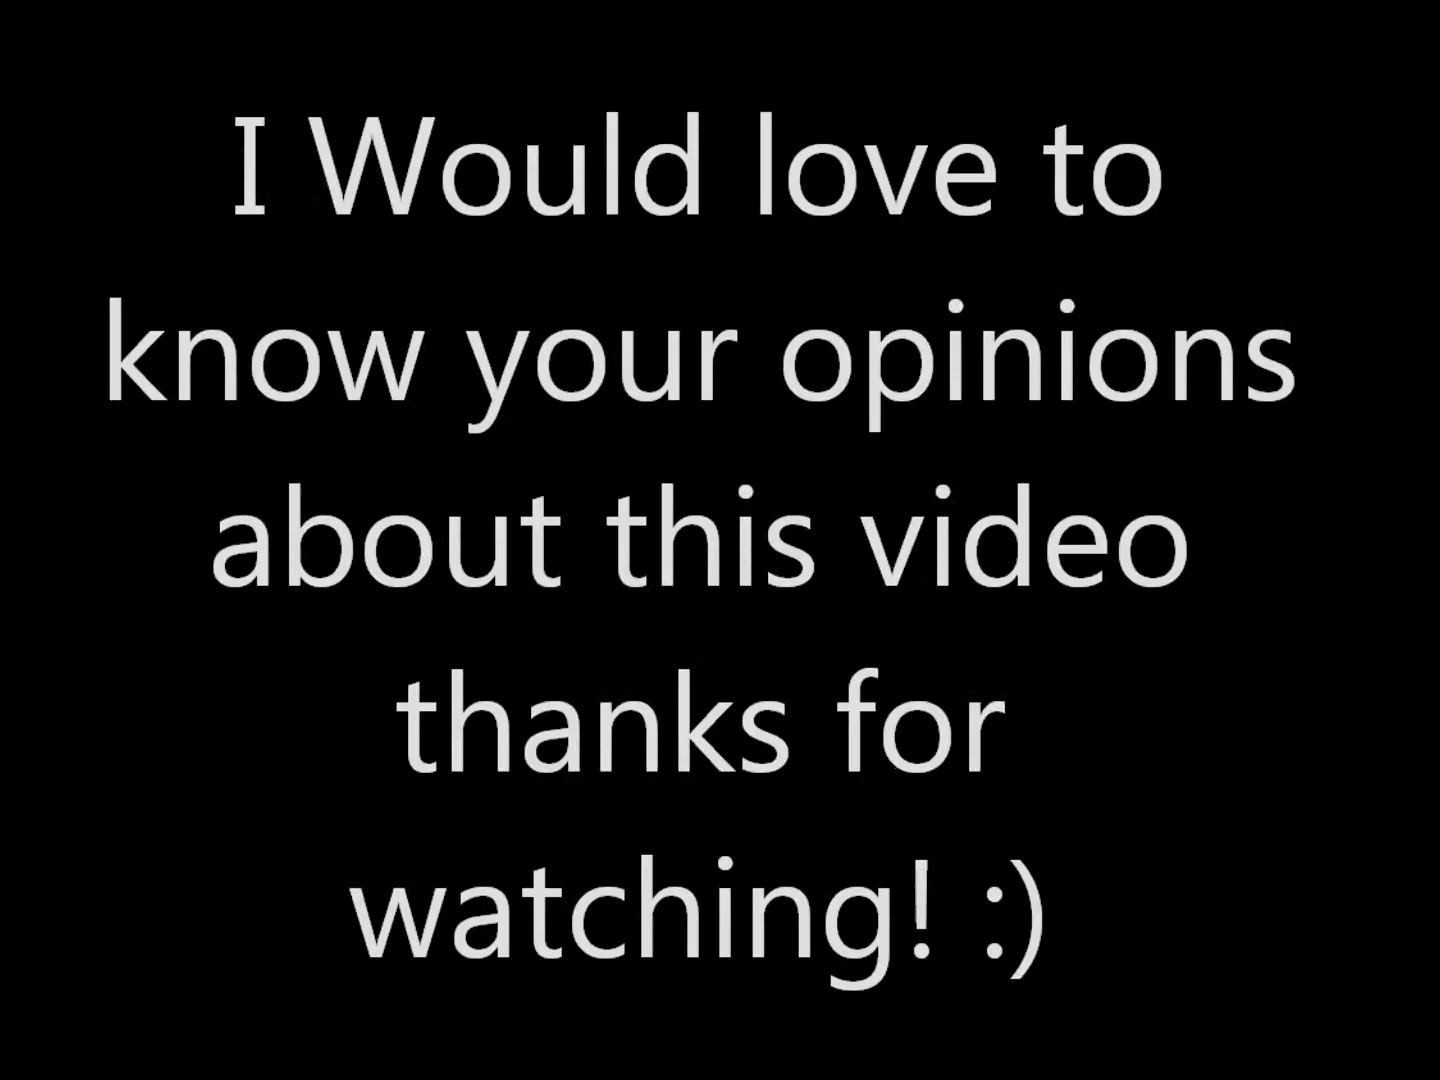 I Would love to
know your opinions
about this video
thanks for
watching! :)